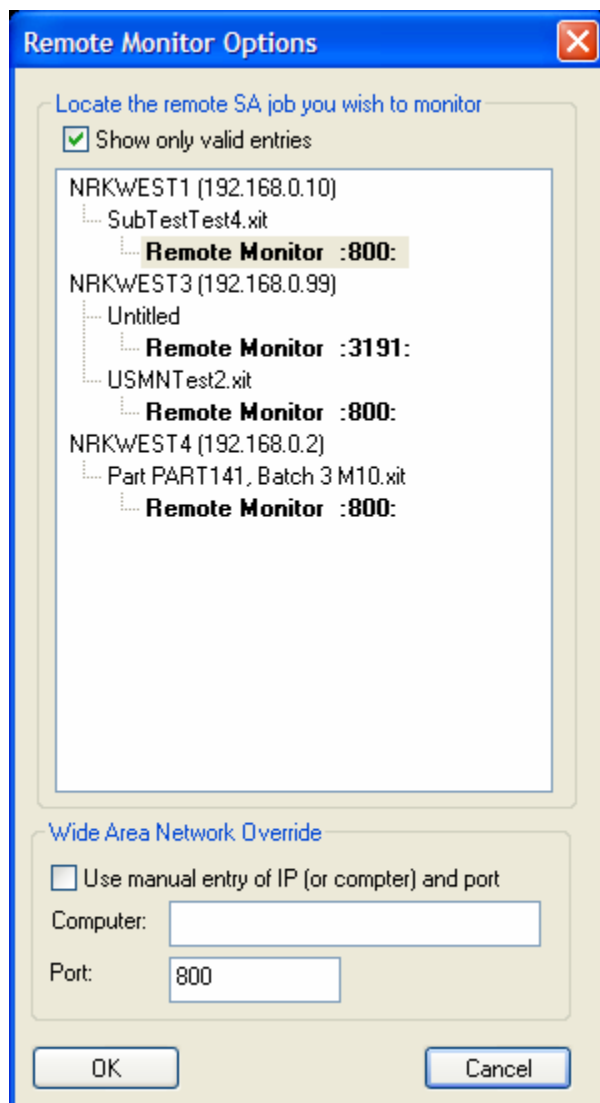 Remote Monitor Options
Locate the remote SA job you wish to monitor
Show only valid entries
NRKWEST1 (192.168.0.10)
SubTestTest4.xit
Remote Monitor :800:
NRKWEST3 (192.168.0.99)
Untitled
Remote Monitor :3191:
USMNTest2.xit
Remote Monitor :800:
NRKWEST4 (192.168.0.2)
Part PART141, Batch 3 M10.xit
Remote Monitor :800:
Wide Area Network Override
Use manual entry of IP (or compter) and port
Computer:
Port: 800
OK Cancel